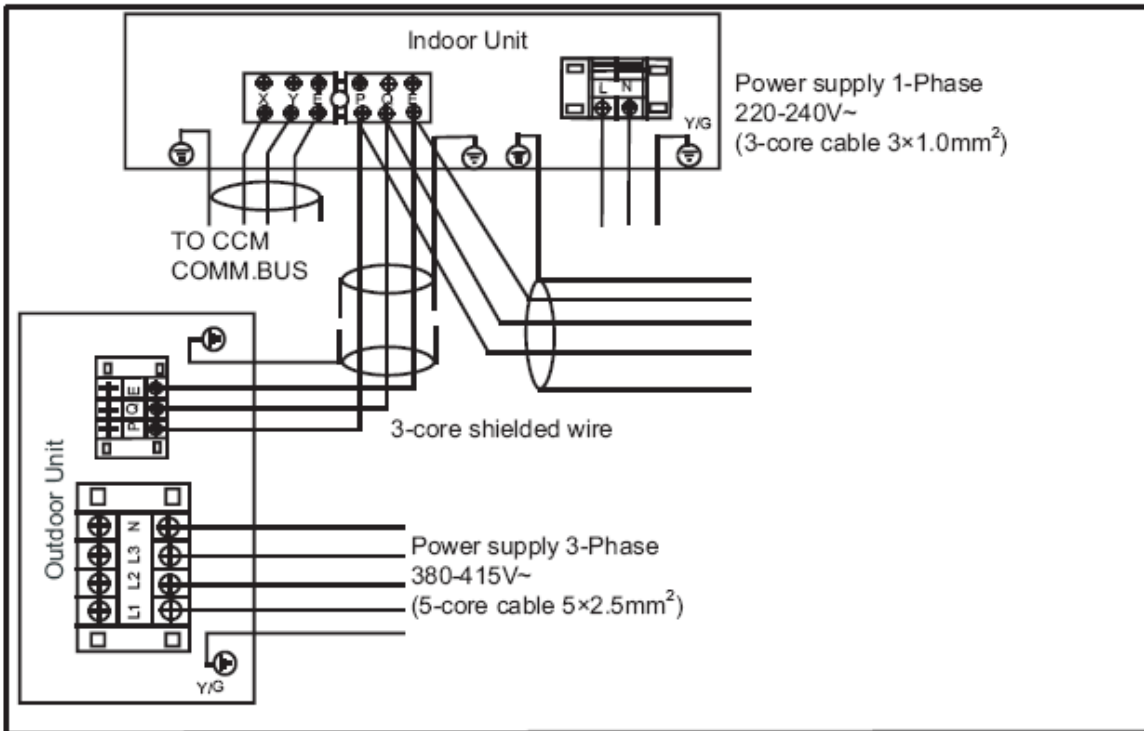 Indoor Unit
X Y E P Q E
L N
Y/G
Power supply 1-Phase
220-240V~
(3-core cable 3×1.0mm²)
TO CCM
COMM.BUS
Outdoor Unit
E
Q
P
3-core shielded wire
N
L3
L2
L1
Power supply 3-Phase
380-415V~
(5-core cable 5×2.5mm²)
Y/G